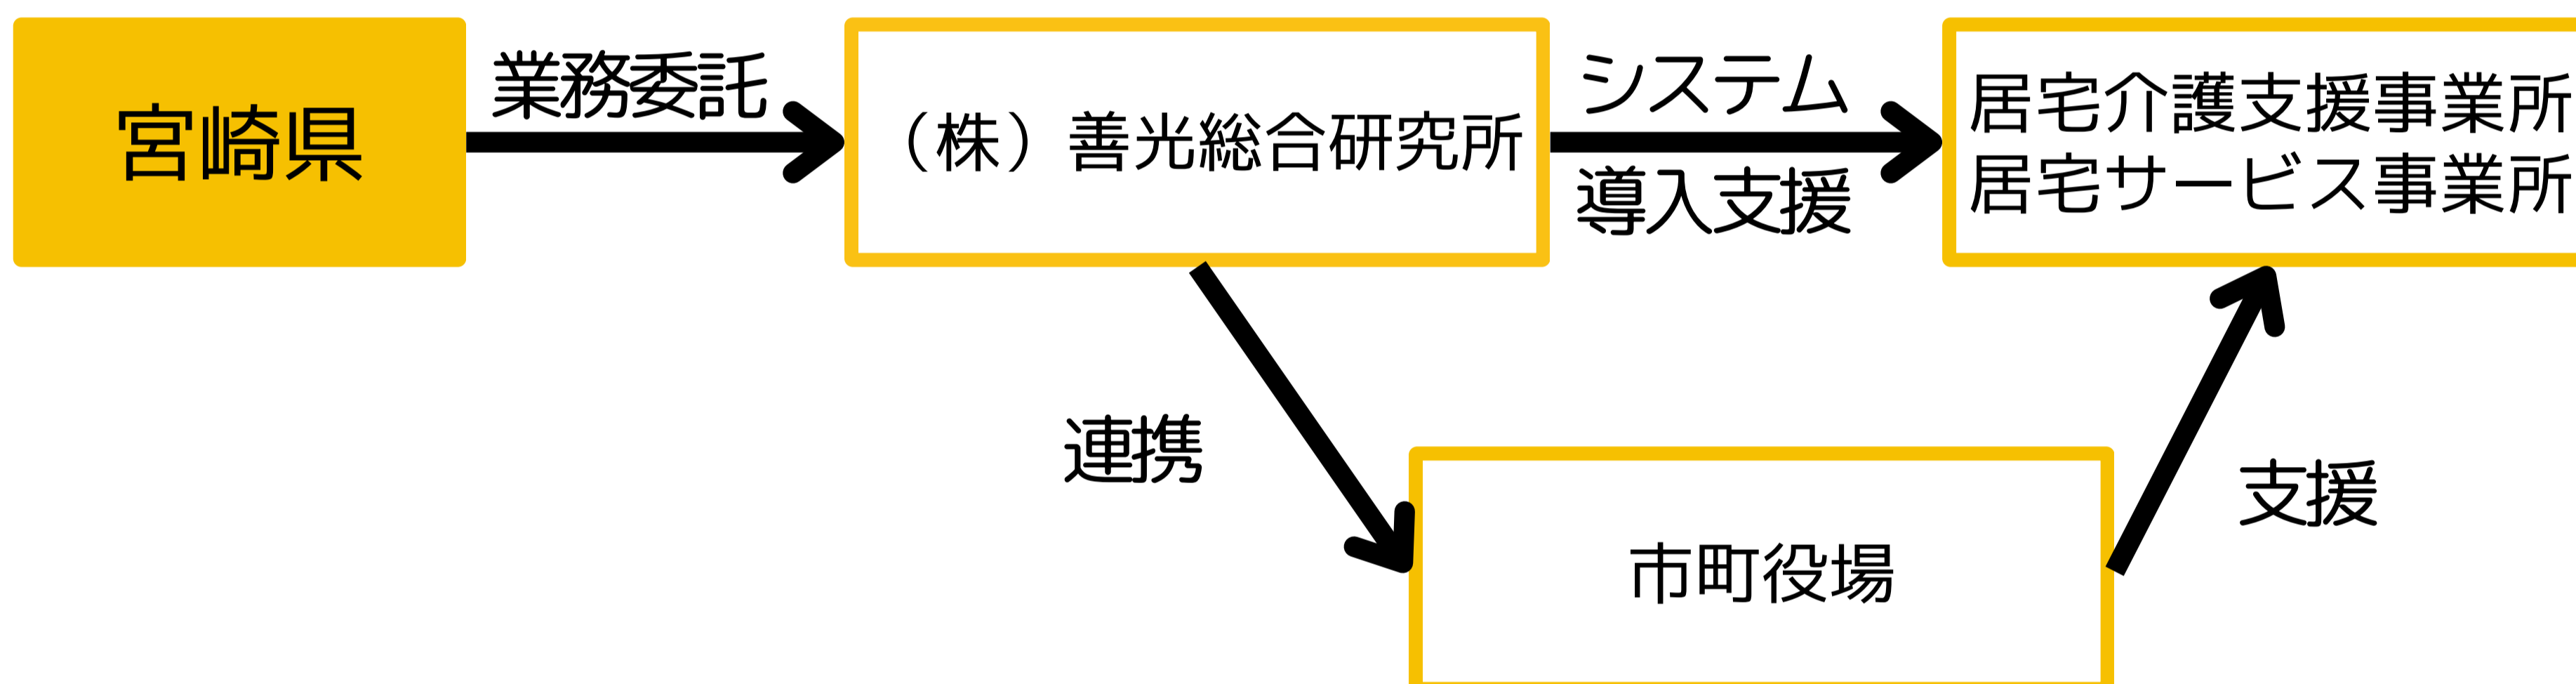 宮崎県
業務委託
（株）善光総合研究所
システム
導入支援
居宅介護支援事業所
居宅サービス事業所
連携
市町役場
支援